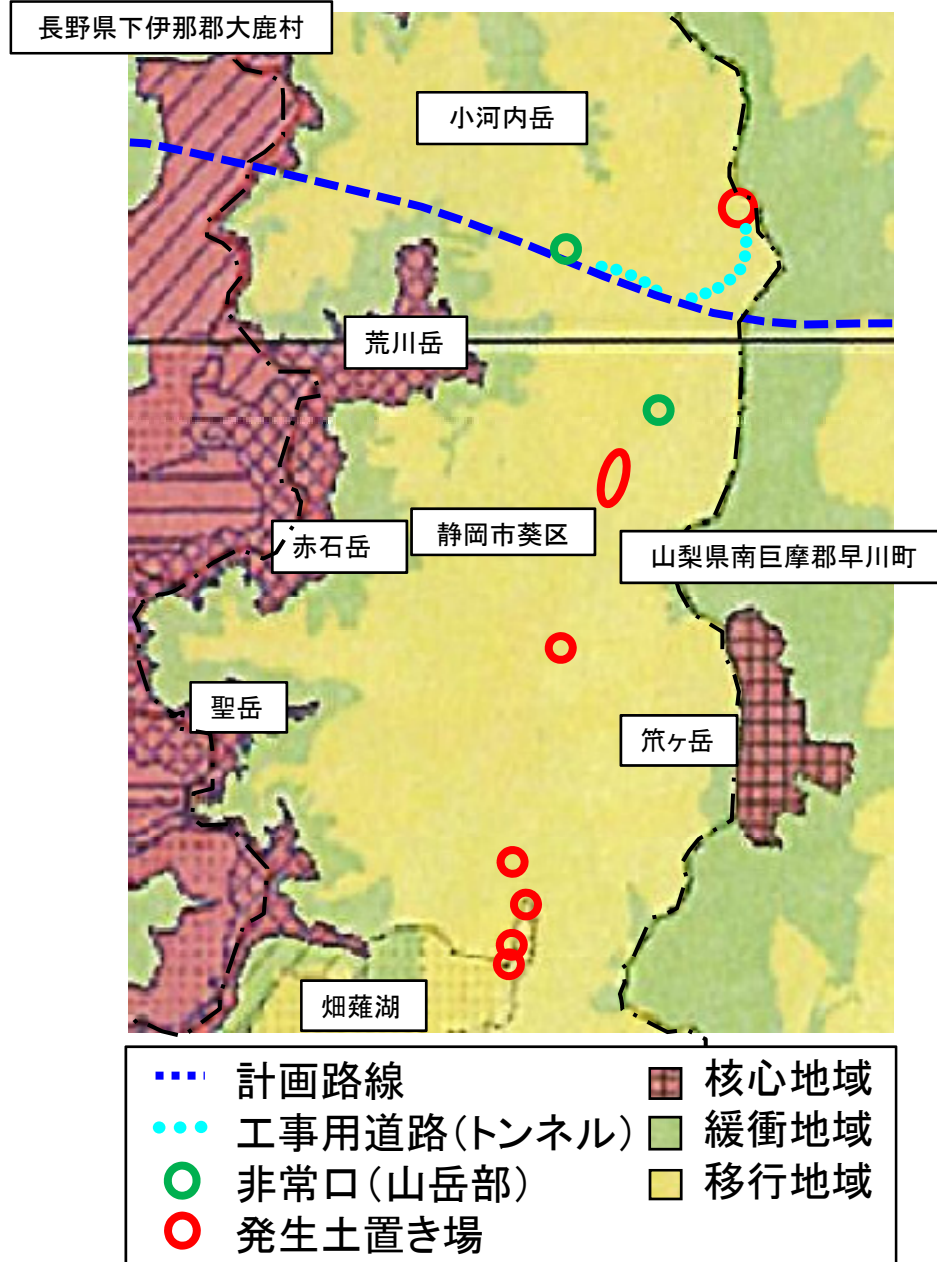 長野県下伊那郡大鹿村
小河内岳
荒川岳
赤石岳
静岡市葵区
山梨県南巨摩郡早川町
聖岳
笊ヶ岳
畑薙湖
計画路線
工事用道路(トンネル)
非常口(山岳部)
発生土置き場
核心地域
緩衝地域
移行地域